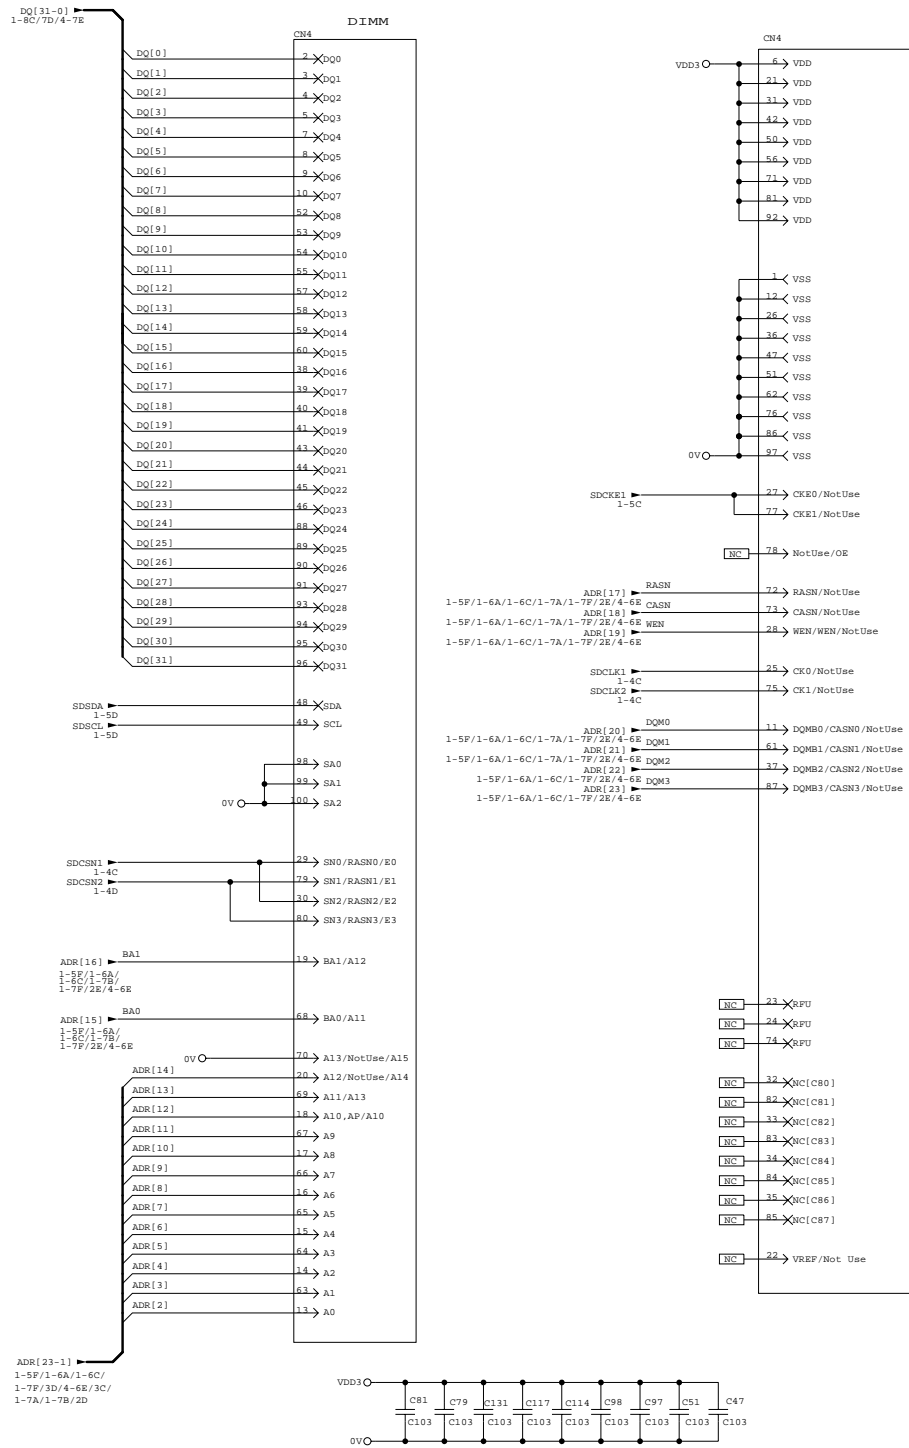 DQ[31-0]
1-8C/7D/4-7E
DIMM
CN4
DQ[0] 2 DQ0
DQ[1] 3 DQ1
DQ[2] 4 DQ2
DQ[3] 5 DQ3
DQ[4] 7 DQ4
DQ[5] 8 DQ5
DQ[6] 9 DQ6
DQ[7] 10 DQ7
DQ[8] 52 DQ8
DQ[9] 53 DQ9
DQ[10] 54 DQ10
DQ[11] 55 DQ11
DQ[12] 57 DQ12
DQ[13] 58 DQ13
DQ[14] 59 DQ14
DQ[15] 60 DQ15
DQ[16] 38 DQ16
DQ[17] 39 DQ17
DQ[18] 40 DQ18
DQ[19] 41 DQ19
DQ[20] 43 DQ20
DQ[21] 44 DQ21
DQ[22] 45 DQ22
DQ[23] 46 DQ23
DQ[24] 88 DQ24
DQ[25] 89 DQ25
DQ[26] 90 DQ26
DQ[27] 91 DQ27
DQ[28] 93 DQ28
DQ[29] 94 DQ29
DQ[30] 95 DQ30
DQ[31] 96 DQ31
SDSDA 48 SDA
1-5D
SDSCL 49 SCL
1-5D
98 SA0
99 SA1
0V 100 SA2
SDCSN1 29 SN0/RASN0/E0
1-4C
SDCSN2 79 SN1/RASN1/E1
1-4D
30 SN2/RASN2/E2
80 SN3/RASN3/E3
ADR[16] BA1 19 BA1/A12
1-5F/1-6A/
1-6C/1-7B/
1-7F/2E/4-6E
ADR[15] BA0 68 BA0/A11
1-5F/1-6A/
1-6C/1-7B/
1-7F/2E/4-6E
0V 70 A13/NotUse/A15
ADR[14] 20 A12/NotUse/A14
ADR[13] 69 A11/A13
ADR[12] 18 A10,AP/A10
ADR[11] 67 A9
ADR[10] 17 A8
ADR[9] 66 A7
ADR[8] 16 A6
ADR[7] 65 A5
ADR[6] 15 A4
ADR[5] 64 A3
ADR[4] 14 A2
ADR[3] 63 A1
ADR[2] 13 A0
ADR[23-1]
1-5F/1-6A/1-6C/
1-7F/3D/4-6E/3C/
1-7A/1-7B/2D
CN4
VDD3 6 VDD
21 VDD
31 VDD
42 VDD
50 VDD
56 VDD
71 VDD
81 VDD
92 VDD
1 VSS
12 VSS
26 VSS
36 VSS
47 VSS
51 VSS
62 VSS
76 VSS
86 VSS
0V 97 VSS
SDCKE1 27 CKE0/NotUse
1-5C
77 CKE1/NotUse
NC 78 NotUse/OE
ADR[17] RASN 72 RASN/NotUse
1-5F/1-6A/1-6C/1-7A/1-7F/2E/4-6E
ADR[18] CASN 73 CASN/NotUse
1-5F/1-6A/1-6C/1-7A/1-7F/2E/4-6E
ADR[19] WEN 28 WEN/WEN/NotUse
1-5F/1-6A/1-6C/1-7A/1-7F/2E/4-6E
SDCLK1 25 CK0/NotUse
1-4C
SDCLK2 75 CK1/NotUse
1-4C
ADR[20] DQM0 11 DQMB0/CASN0/NotUse
1-5F/1-6A/1-6C/1-7A/1-7F/2E/4-6E
ADR[21] DQM1 61 DQMB1/CASN1/NotUse
1-5F/1-6A/1-6C/1-7A/1-7F/2E/4-6E
ADR[22] DQM2 37 DQMB2/CASN2/NotUse
1-5F/1-6A/1-6C/1-7F/2E/4-6E
ADR[23] DQM3 87 DQMB3/CASN3/NotUse
1-5F/1-6A/1-6C/1-7F/2E/4-6E
NC 23 RFU
NC 24 RFU
NC 74 RFU
NC 32 NC[C80]
NC 82 NC[C81]
NC 33 NC[C82]
NC 83 NC[C83]
NC 34 NC[C84]
NC 84 NC[C85]
NC 35 NC[C86]
NC 85 NC[C87]
NC 22 VREF/Not Use
VDD3
C81 C79 C131 C117 C114 C98 C97 C51 C47
C103 C103 C103 C103 C103 C103 C103 C103 C103
0V